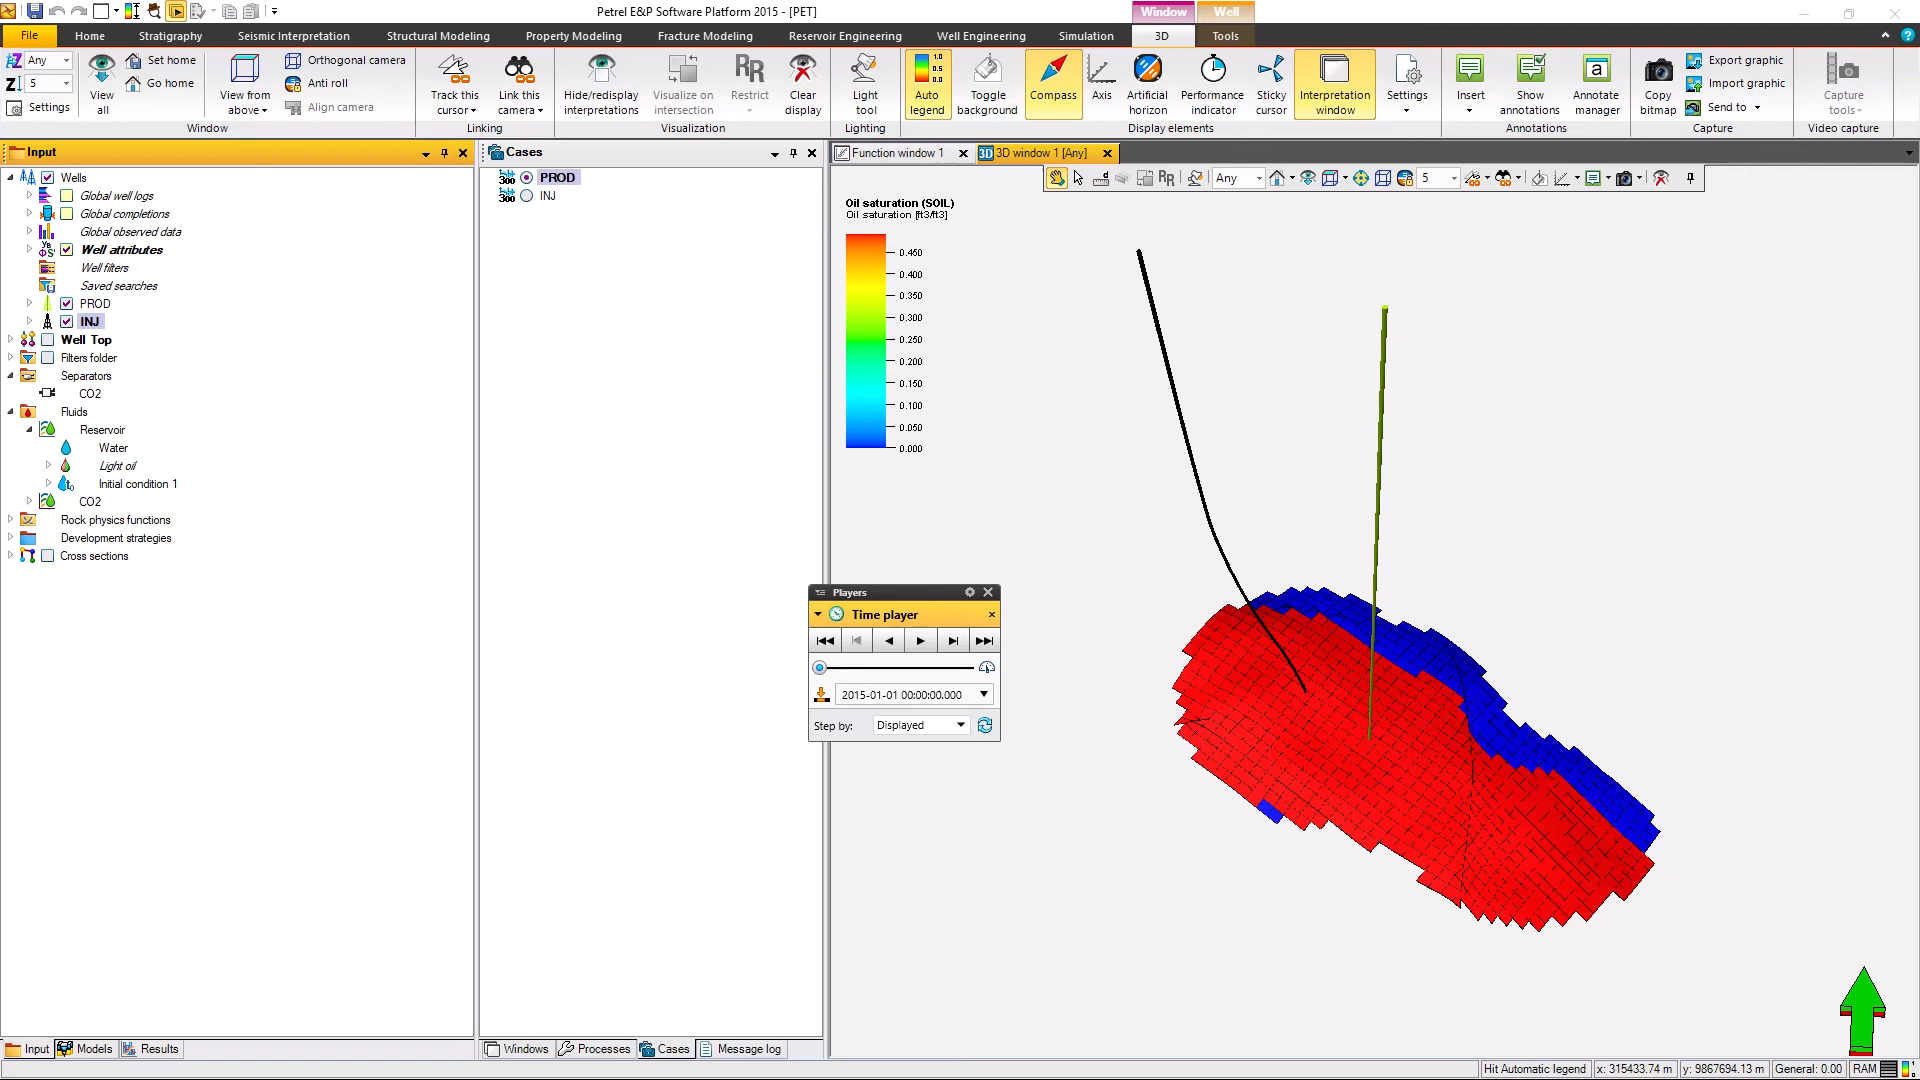 Petrel E&P Software Platform 2015 - [PET]
Window
Well
File
Home
Stratigraphy
Seismic Interpretation
Structural Modeling
Property Modeling
Fracture Modeling
Reservoir Engineering
Well Engineering
Simulation
3D
Tools
Any
5
Settings
View all
Set home
Go home
View from above
Orthogonal camera
Anti roll
Align camera
Window
Track this cursor
Link this camera
Linking
Hide/redisplay interpretations
Visualize on intersection
Restrict
Clear display
Visualization
Light tool
Lighting
1.0
0.5
0.0
Auto legend
Toggle background
Compass
Axis
Artificial horizon
Performance indicator
Sticky cursor
Interpretation window
Settings
Display elements
Insert
Show annotations
Annotate manager
Annotations
Copy bitmap
Export graphic
Import graphic
Send to
Capture
Capture tools
Video capture
Input
Wells
Global well logs
Global completions
Global observed data
Well attributes
Well filters
Saved searches
PROD
INJ
Well Top
Filters folder
Separators
CO2
Fluids
Reservoir
Water
Light oil
Initial condition 1
CO2
Rock physics functions
Development strategies
Cross sections
Input
Models
Results
Cases
300 PROD
300 INJ
Windows
Processes
Cases
Message log
Function window 1
3D 3D window 1 [Any]
Any
5
Oil saturation (SOIL)
Oil saturation [ft3/ft3]
0.450
0.400
0.350
0.300
0.250
0.200
0.150
0.100
0.050
0.000
Players
Time player
2015-01-01 00:00:00.000
Step by:
Displayed
Hit Automatic legend
x: 315433.74 m
y: 9867694.13 m
General: 0.00
RAM